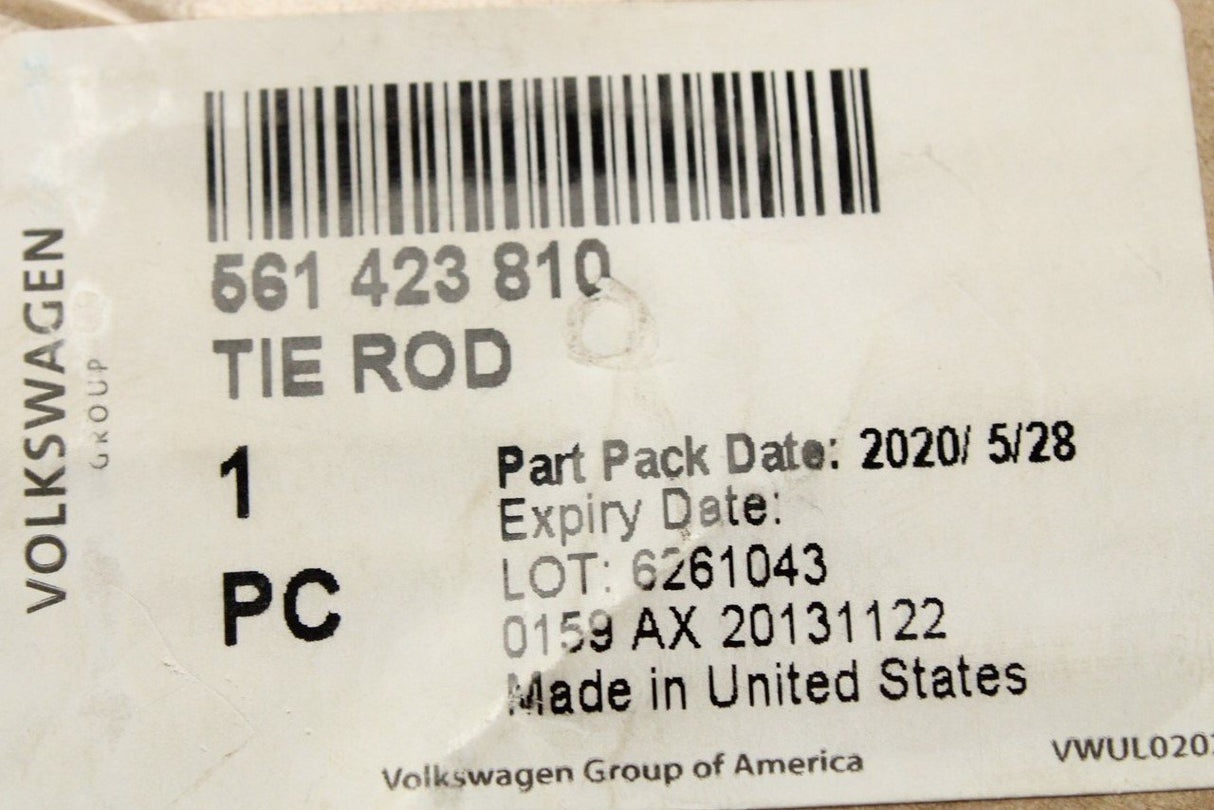 VOLKSWAGEN
GROUP
561 423 810
TIE ROD
1
PC
Part Pack Date: 2020/ 5/28
Expiry Date:
LOT: 6261043
0159 AX 20131122
Made in United States
Volkswagen Group of America